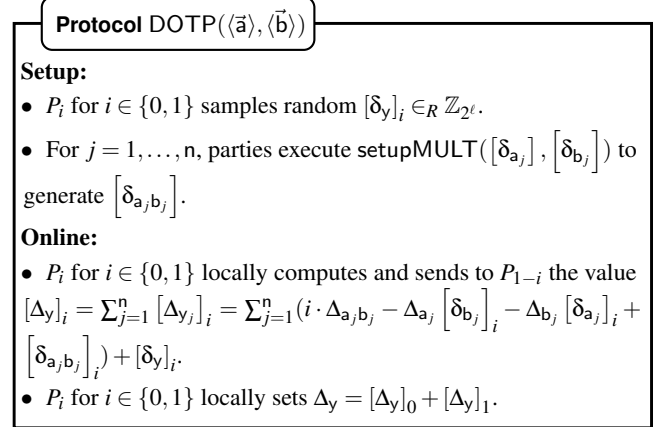 Protocol DOTP(⟨a⃗⟩,⟨b⃗⟩)
Setup:
• P_i for i ∈ {0,1} samples random [δ_y]_i ∈_R ℤ_{2^ℓ}.
• For j = 1,...,n, parties execute setupMULT([δ_{a_j}], [δ_{b_j}]) to
generate [δ_{a_j b_j}].
Online:
• P_i for i ∈ {0,1} locally computes and sends to P_{1−i} the value
[Δ_y]_i = ∑_{j=1}^n [Δ_{y_j}]_i = ∑_{j=1}^n (i · Δ_{a_j b_j} − Δ_{a_j} [δ_{b_j}]_i − Δ_{b_j} [δ_{a_j}]_i +
[δ_{a_j b_j}]_i) + [δ_y]_i.
• P_i for i ∈ {0,1} locally sets Δ_y = [Δ_y]_0 + [Δ_y]_1.